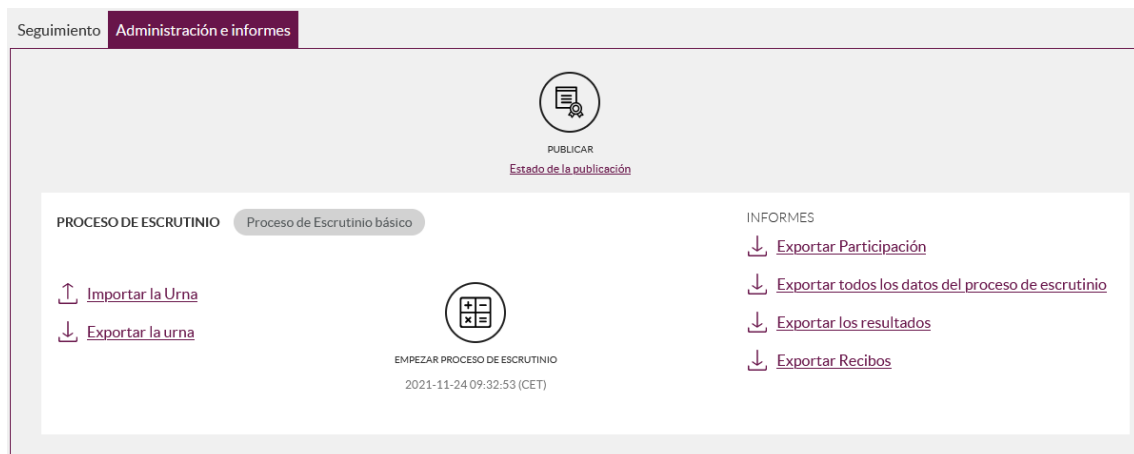 Seguimiento Administración e informes
PUBLICAR
Estado de la publicación
PROCESO DE ESCRUTINIO Proceso de Escrutinio básico
Importar la Urna
Exportar la urna
EMPEZAR PROCESO DE ESCRUTINIO
2021-11-24 09:32:53 (CET)
INFORMES
Exportar Participación
Exportar todos los datos del proceso de escrutinio
Exportar los resultados
Exportar Recibos